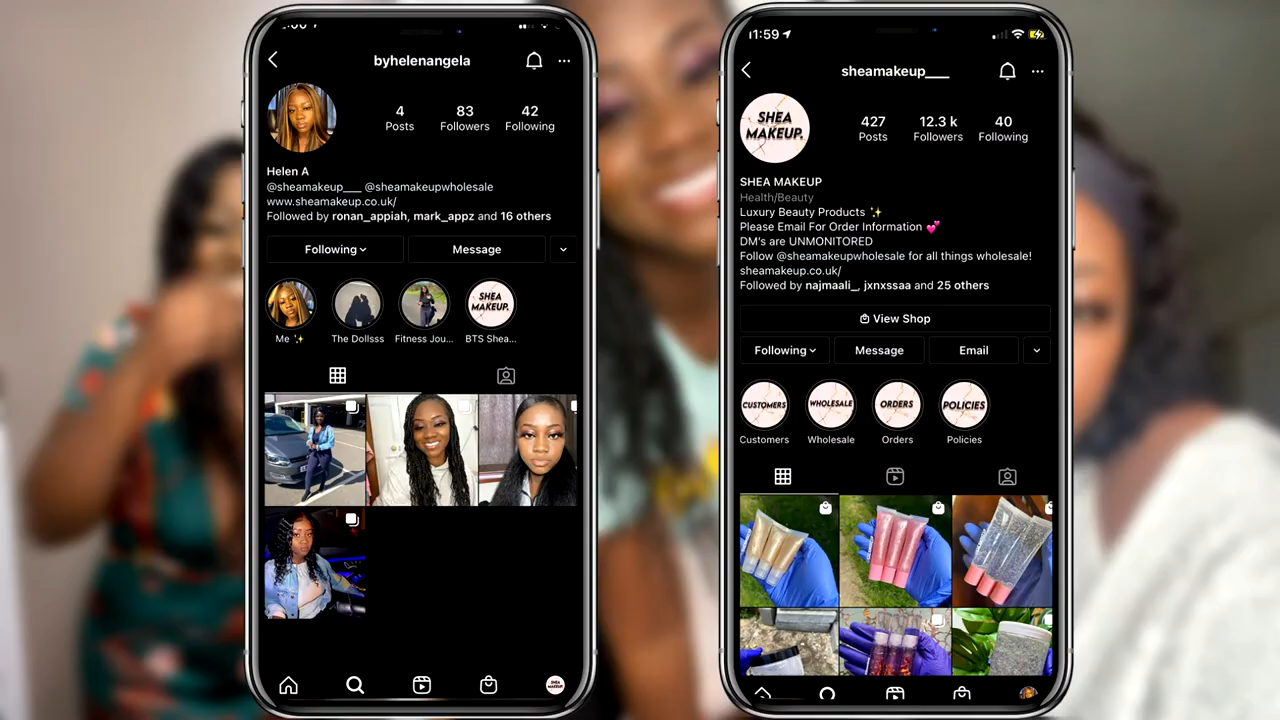 byhelenangela
4
83
42
Posts
Followers
Following
Helen A
@sheamakeup___ @sheamakeupwholesale
www.sheamakeup.co.uk/
Followed by ronan_appiah, mark_appz and 16 others
Following
Message
SHEA
MAKEUP.
Me ✨
The Dollsss
Fitness Jou...
BTS Shea...
SHEA
MAKEUP.
11:59
sheamakeup___
SHEA
MAKEUP.
427
12.3 k
40
Posts
Followers
Following
SHEA MAKEUP
Health/Beauty
Luxury Beauty Products ✨
Please Email For Order Information 💕
DM's are UNMONITORED
Follow @sheamakeupwholesale for all things wholesale!
sheamakeup.co.uk/
Followed by najmaali_, jxnxssaa and 25 others
View Shop
Following
Message
Email
CUSTOMERS
WHOLESALE
ORDERS
POLICIES
Customers
Wholesale
Orders
Policies